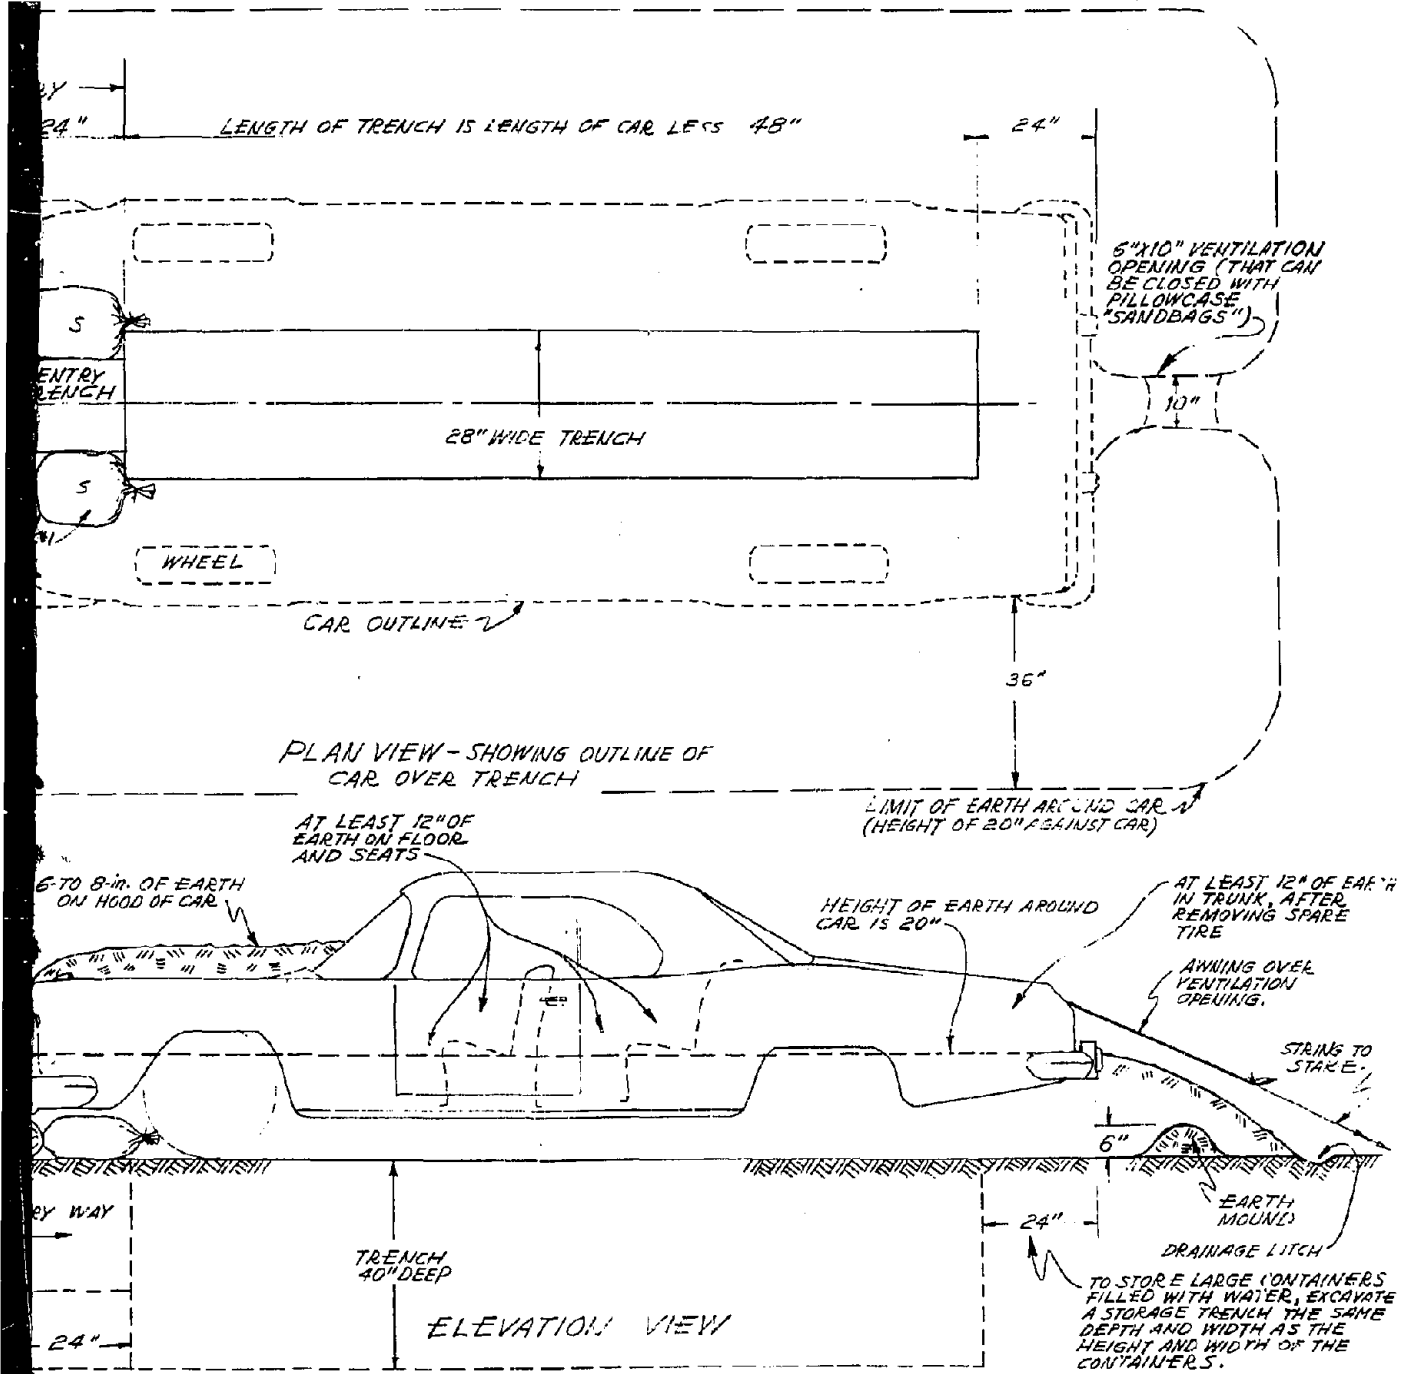 24"
LENGTH OF TRENCH IS LENGTH OF CAR LESS 48"
24"
6"X10" VENTILATION
OPENING (THAT CAN
BE CLOSED WITH
PILLOWCASE
"SANDBAGS")
S
ENTRY
RENCH
10"
28" WIDE TRENCH
S
#1
WHEEL
CAR OUTLINE
36"
PLAN VIEW - SHOWING OUTLINE OF
CAR OVER TRENCH
LIMIT OF EARTH AROUND CAR
(HEIGHT OF 20" AGAINST CAR)
AT LEAST 12" OF
EARTH ON FLOOR
AND SEATS
6-TO 8-in. OF EARTH
ON HOOD OF CAR
HEIGHT OF EARTH AROUND
CAR IS 20"
AT LEAST 12" OF EARTH
IN TRUNK, AFTER
REMOVING SPARE
TIRE
AWNING OVER
VENTILATION
OPENING.
STRING TO
STAKE.
6"
EARTH
MOUND
RY WAY
24"
DRAINAGE DITCH
TRENCH
40" DEEP
TO STORE LARGE CONTAINERS
FILLED WITH WATER, EXCAVATE
A STORAGE TRENCH THE SAME
DEPTH AND WIDTH AS THE
HEIGHT AND WIDTH OF THE
CONTAINERS.
24"
ELEVATION VIEW